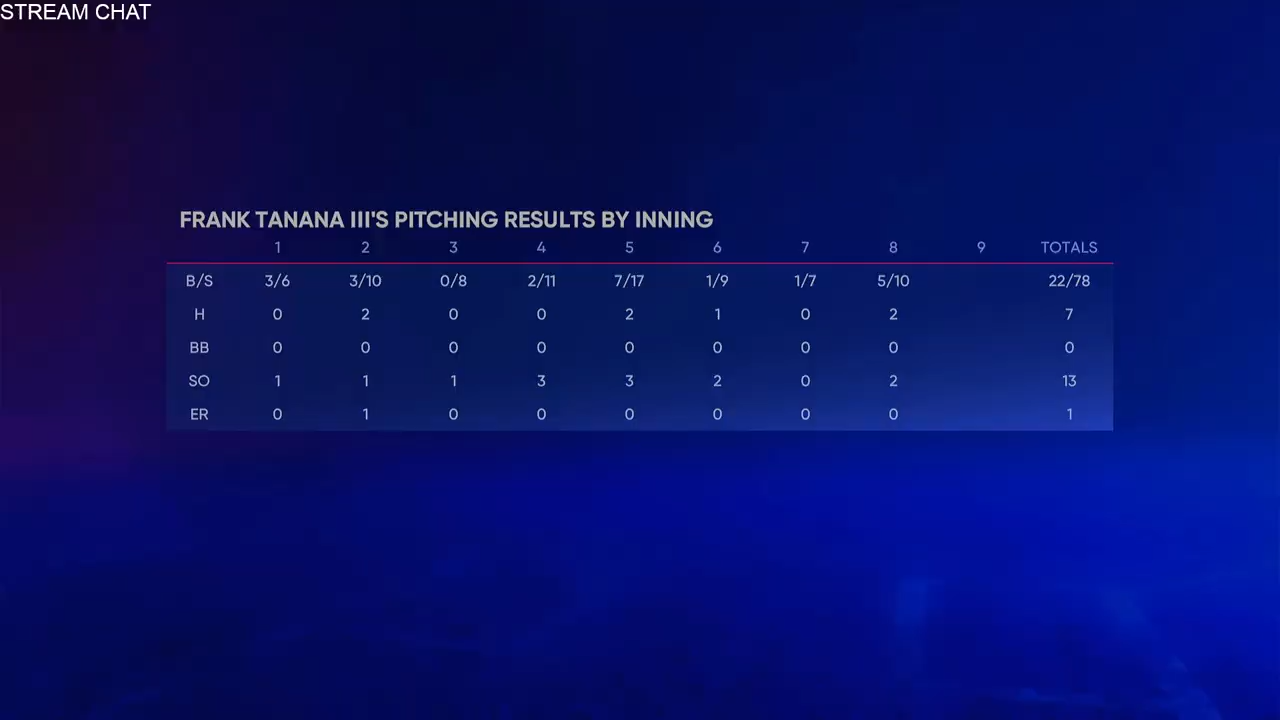 STREAM CHAT
FRANK TANANA III'S PITCHING RESULTS BY INNING
1 2 3 4 5 6 7 8 9 TOTALS
B/S 3/6 3/10 0/8 2/11 7/17 1/9 1/7 5/10 22/78
H 0 2 0 0 2 1 0 2 7
BB 0 0 0 0 0 0 0 0 0
SO 1 1 1 3 3 2 0 2 13
ER 0 1 0 0 0 0 0 0 1